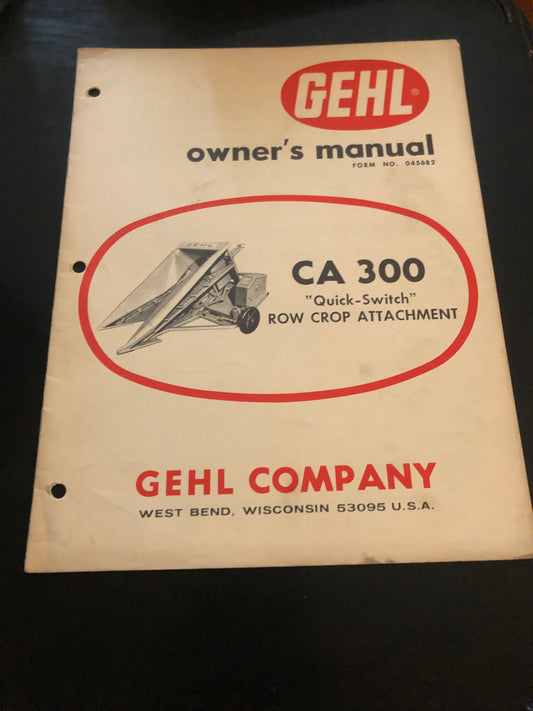 GEHL®
owner's manual
FORM NO. 045682
GEHL
CA 300
"Quick-Switch"
ROW CROP ATTACHMENT
GEHL COMPANY
WEST BEND, WISCONSIN 53095 U.S.A.